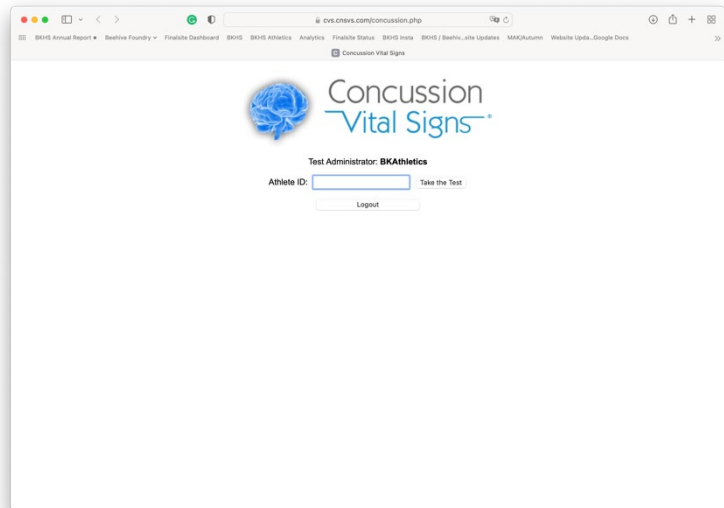 cvs.cnsvs.com/concussion.php
BKHS Annual Report Beehive Foundry Finalsite Dashboard BKHS BKHS Athletics Analytics Finalsite Status BKHS Insta BKHS / Beehiv...site Updates MAK/Autumn Website Upda...Google Docs
C Concussion Vital Signs
Concussion
Vital Signs
Test Administrator: BKAthletics
Athlete ID: Take the Test
Logout